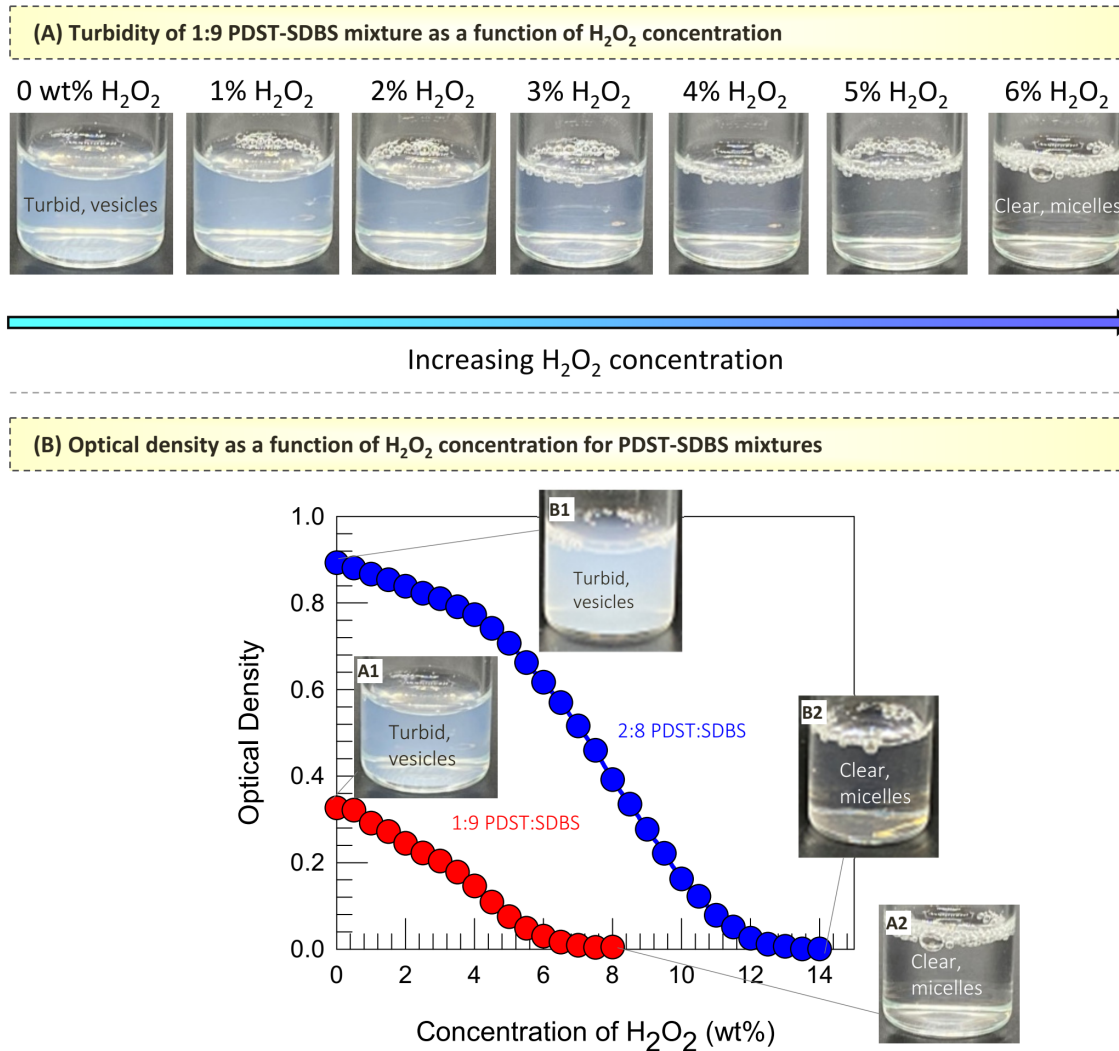 (A) Turbidity of 1:9 PDST-SDBS mixture as a function of H₂O₂ concentration
0 wt% H₂O₂ 1% H₂O₂ 2% H₂O₂ 3% H₂O₂ 4% H₂O₂ 5% H₂O₂ 6% H₂O₂
Turbid, vesicles
Clear, micelles
Increasing H₂O₂ concentration
(B) Optical density as a function of H₂O₂ concentration for PDST-SDBS mixtures
B1
Turbid,
vesicles
A1
Turbid,
vesicles
B2
Clear,
micelles
A2
Clear,
micelles
2:8 PDST:SDBS
1:9 PDST:SDBS
Optical Density
1.0
0.8
0.6
0.4
0.2
0.0
0 2 4 6 8 10 12 14
Concentration of H₂O₂ (wt%)